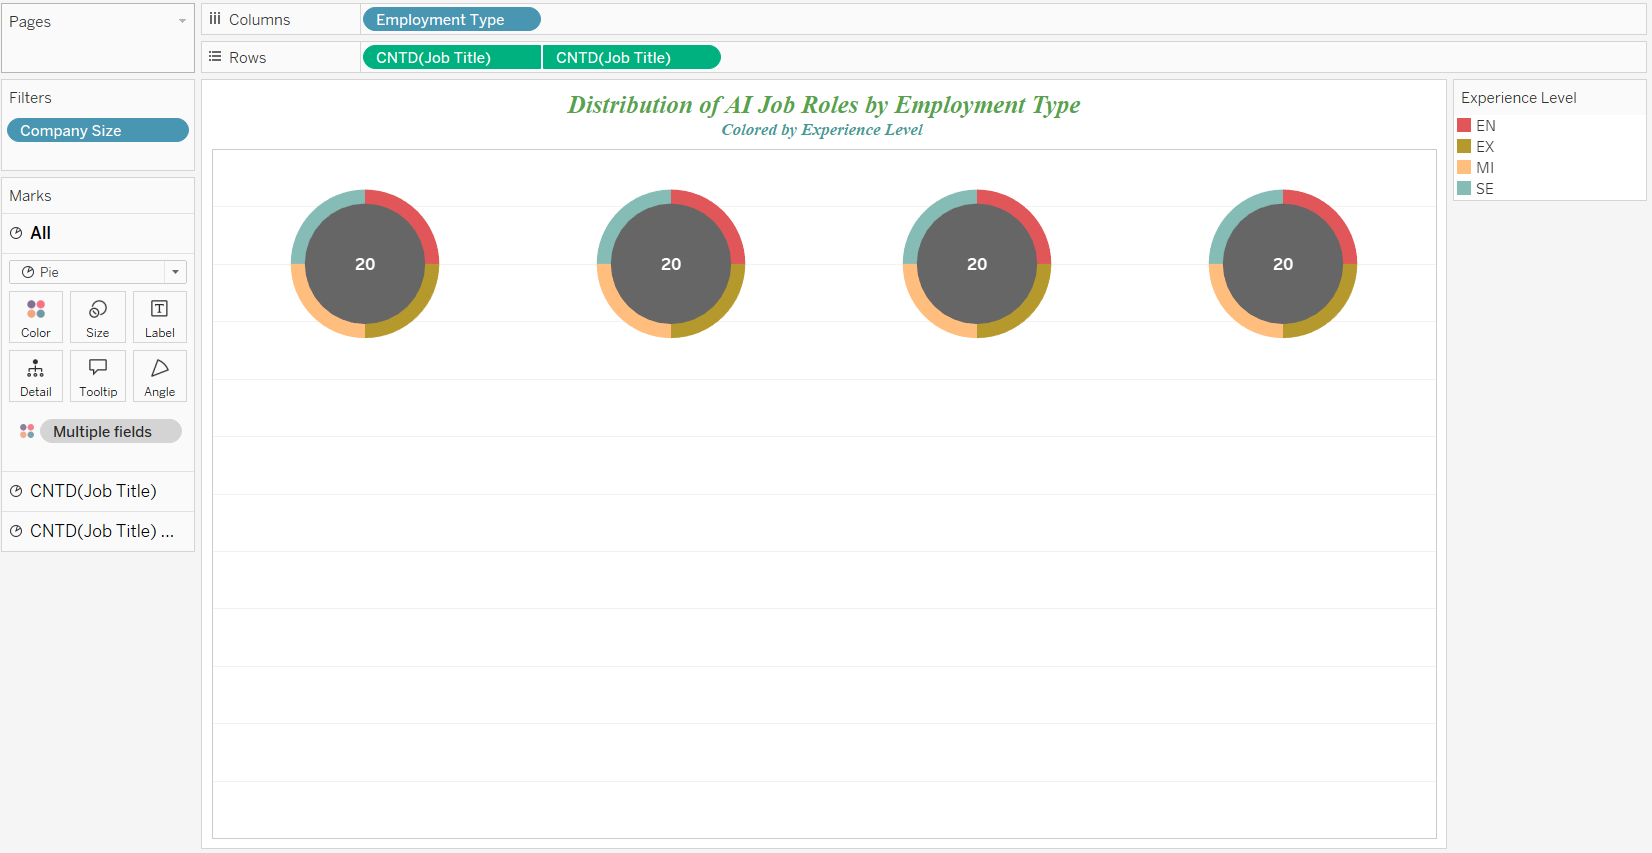 Pages
Columns
Employment Type
Rows
CNTD(Job Title)
CNTD(Job Title)
Filters
Company Size
Marks
All
Pie
Color
Size
Label
Detail
Tooltip
Angle
Multiple fields
CNTD(Job Title)
CNTD(Job Title) ...
Distribution of AI Job Roles by Employment Type
Colored by Experience Level
20
20
20
20
Experience Level
EN
EX
MI
SE